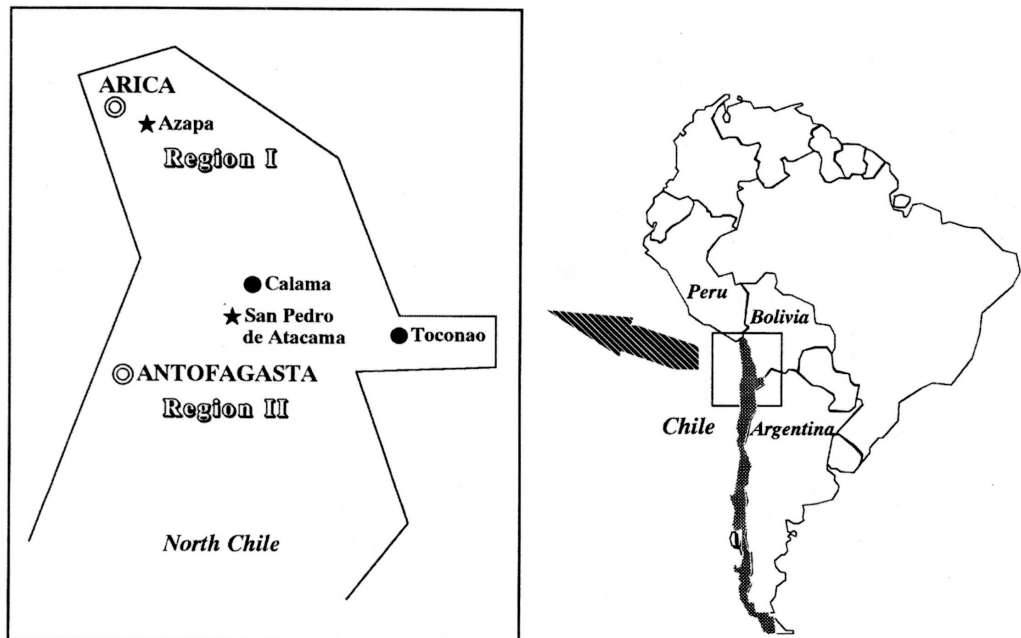 ARICA
Azapa
Region I
Calama
San Pedro
de Atacama
Toconao
ANTOFAGASTA
Region II
North Chile
Peru
Bolivia
Chile
Argentina